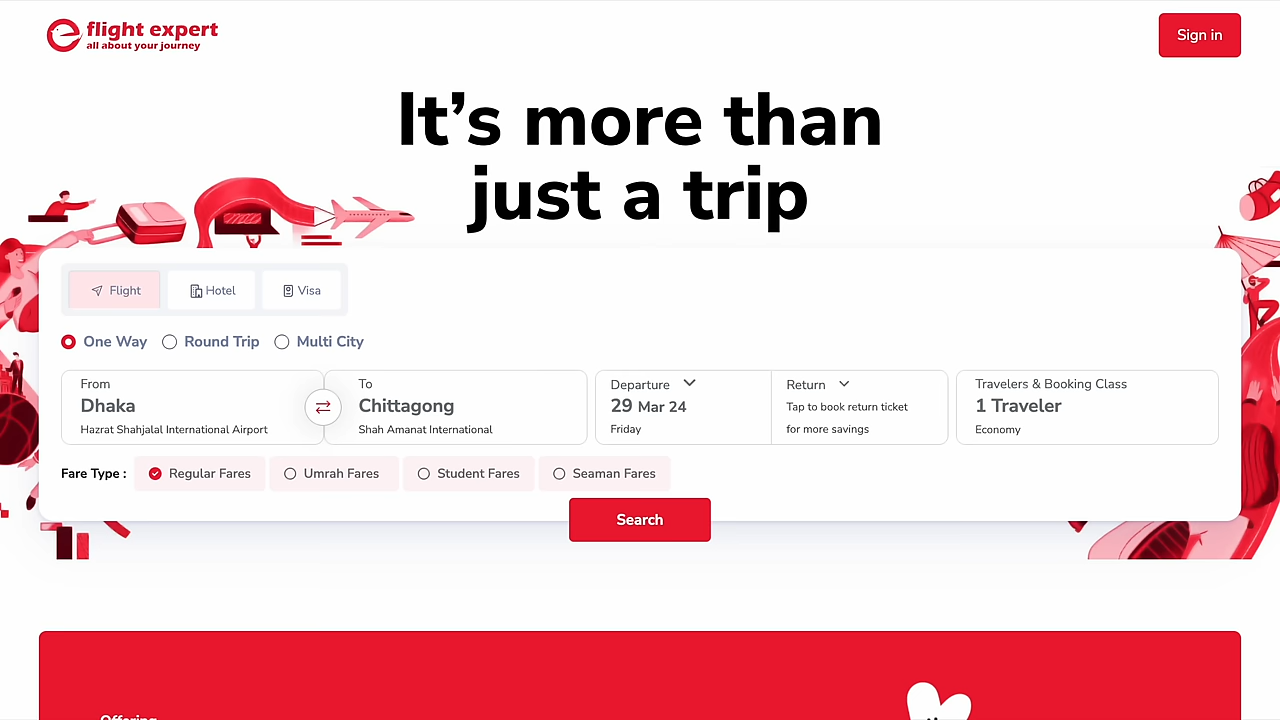 flight expert
all about your journey
Sign in
It's more than
just a trip
Flight
Hotel
Visa
One Way
Round Trip
Multi City
From
Dhaka
Hazrat Shahjalal International Airport
To
Chittagong
Shah Amanat International
Departure
29 Mar 24
Friday
Return
Tap to book return ticket
for more savings
Travelers & Booking Class
1 Traveler
Economy
Fare Type :
Regular Fares
Umrah Fares
Student Fares
Seaman Fares
Search
Offering